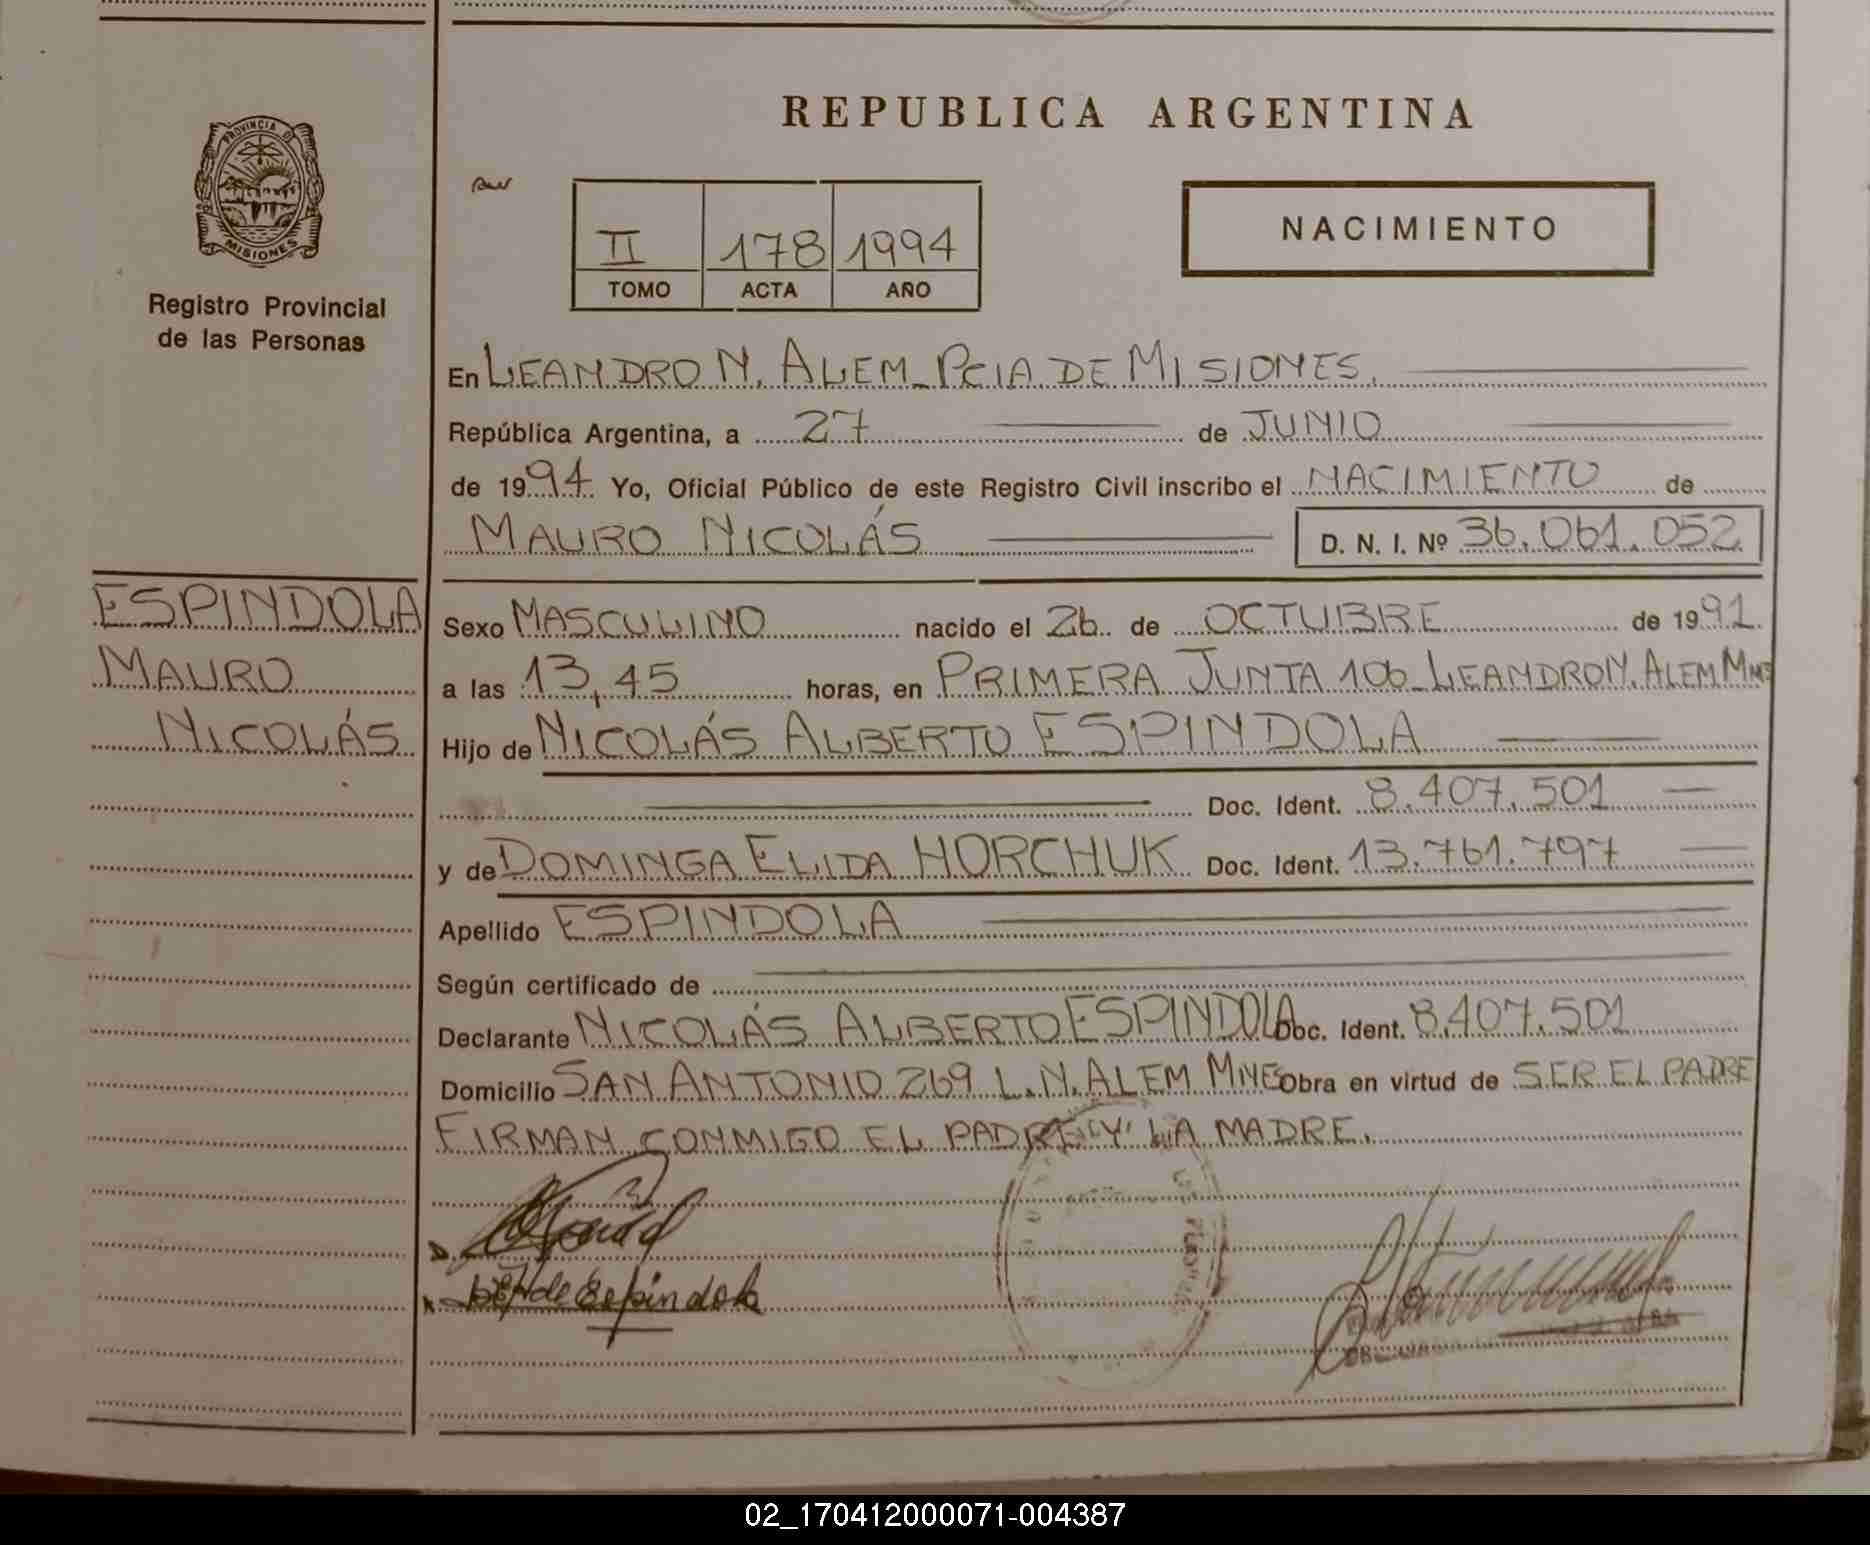 REPUBLICA ARGENTINA
PROVINCIA DE
MISIONES
Registro Provincial
de las Personas
II 178 1994
TOMO ACTA AÑO
NACIMIENTO
En LEANDRO N. ALEM - PCIA DE MISIONES.
República Argentina, a 27 de JUNIO
de 1994 Yo, Oficial Público de este Registro Civil inscribo el NACIMIENTO de
MAURO NICOLÁS D. N. I. Nº 36.061.052
ESPINDOLA
MAURO
NICOLÁS
Sexo MASCULINO nacido el 26 de OCTUBRE de 1991
a las 13,45 horas, en PRIMERA JUNTA 106 - LEANDRO N. ALEM Mnes
Hijo de NICOLÁS ALBERTO ESPINDOLA
Doc. Ident. 8.407.501
y de DOMINGA ELIDA HORCHUK Doc. Ident. 13.761.797
Apellido ESPINDOLA
Según certificado de
Declarante NICOLÁS ALBERTO ESPINDOLA Doc. Ident. 8.407.501
Domicilio SAN ANTONIO 269 L.N. ALEM MNES Obra en virtud de SER EL PADRE
FIRMAN CONMIGO EL PADRE Y LA MADRE.
de Espindola
02_170412000071-004387